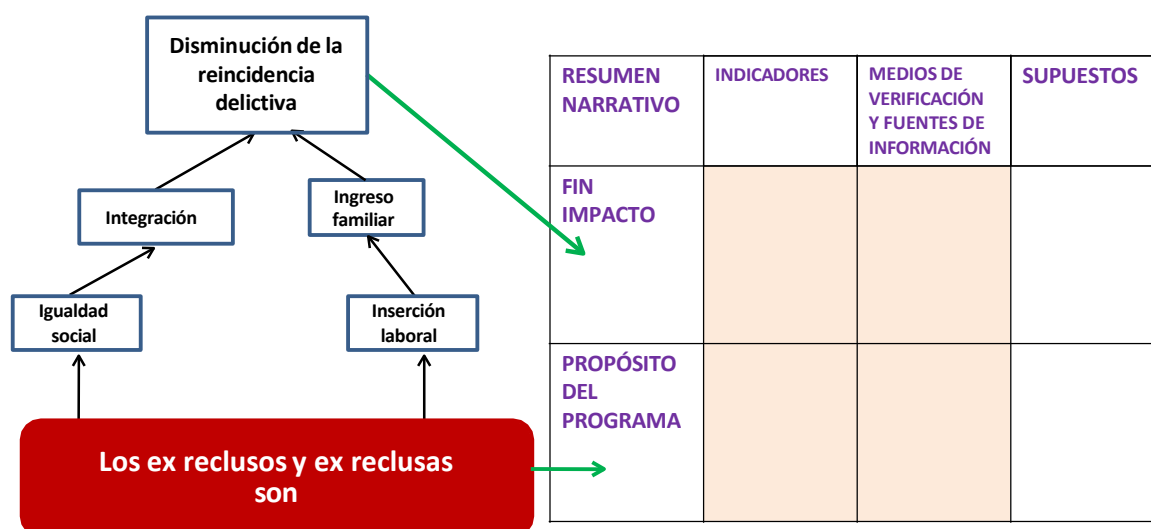 Disminución de la
reincidencia
delictiva
Integración
Ingreso
familiar
Igualdad
social
Inserción
laboral
Los ex reclusos y ex reclusas
son
RESUMEN
NARRATIVO
INDICADORES
MEDIOS DE
VERIFICACIÓN
Y FUENTES DE
INFORMACIÓN
SUPUESTOS
FIN
IMPACTO
PROPÓSITO
DEL
PROGRAMA